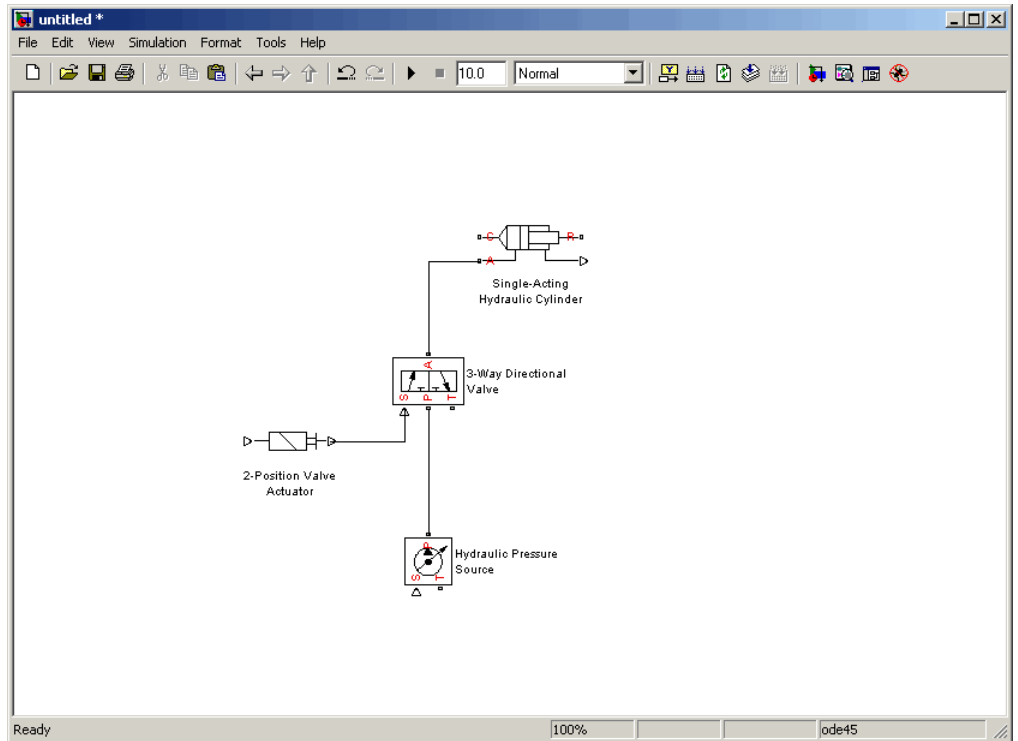 untitled *
File Edit View Simulation Format Tools Help
10.0 Normal
C R
A
Single-Acting
Hydraulic Cylinder
A
3-Way Directional
Valve
S P T
2-Position Valve
Actuator
P
Hydraulic Pressure
Source
S T
Ready 100% ode45